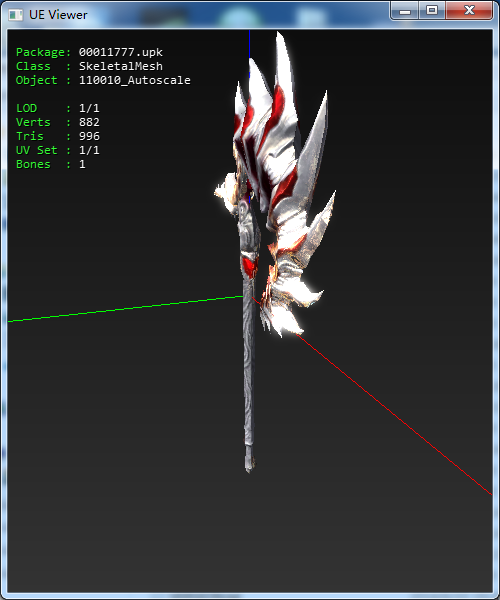 UE Viewer
Package: 00011777.upk
Class : SkeletalMesh
Object : 110010_Autoscale
LOD : 1/1
Verts : 882
Tris : 996
UV Set : 1/1
Bones : 1